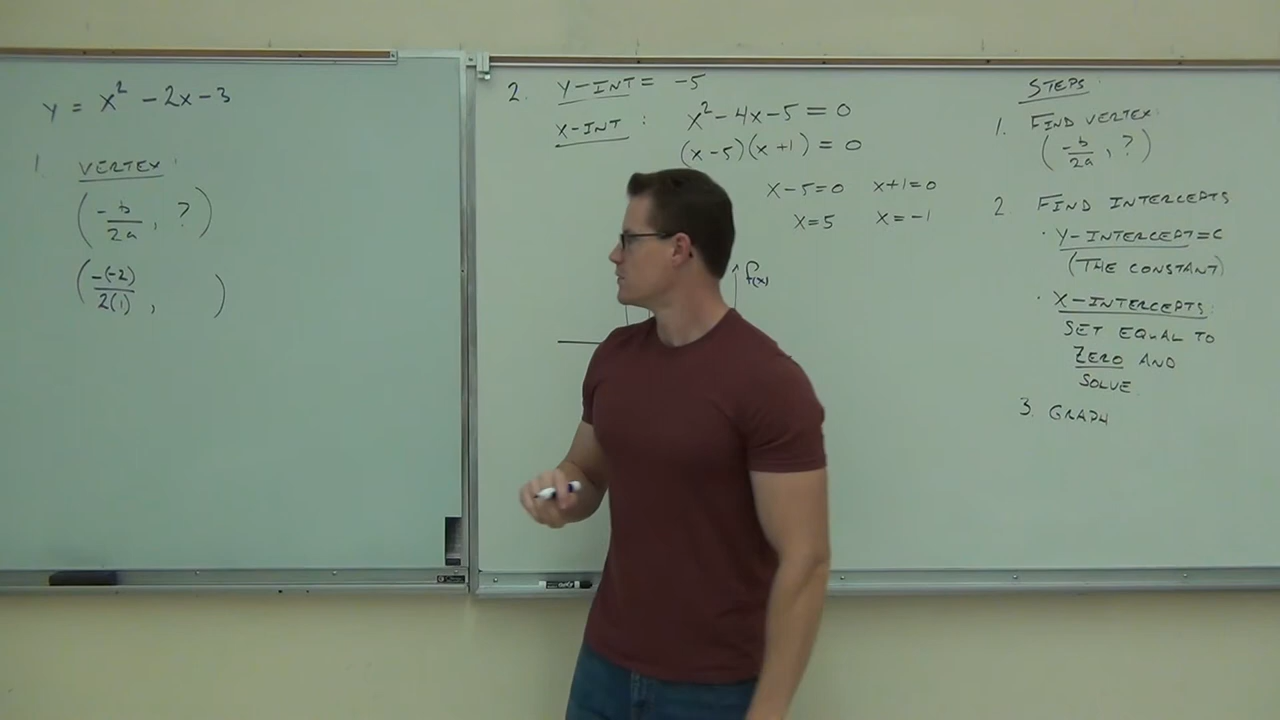 y = x² - 2x - 3
1. VERTEX:
(-b/2a, ?)
(-(-2)/2(1), )
2. Y-INT = -5
X-INT: x² - 4x - 5 = 0
(x-5)(x+1) = 0
x-5=0 x+1=0
x=5 x=-1
f(x)
STEPS:
1. FIND VERTEX:
(-b/2a, ?)
2. FIND INTERCEPTS
· Y-INTERCEPT = C
(THE CONSTANT)
· X-INTERCEPTS:
SET EQUAL TO
ZERO AND
SOLVE
3. GRAPH